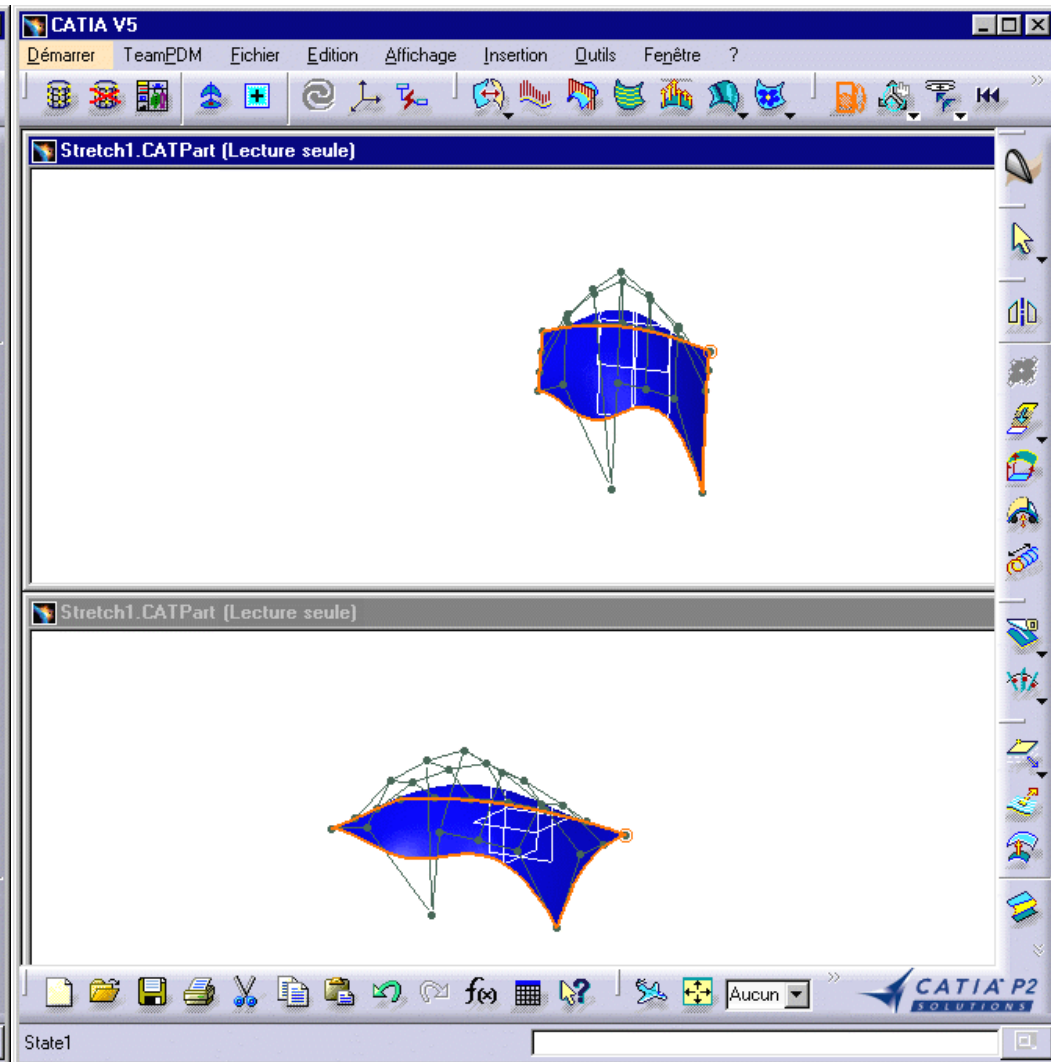 CATIA V5
Démarrer TeamPDM Fichier Edition Affichage Insertion Outils Fenêtre ?
Stretch1.CATPart (Lecture seule)
Stretch1.CATPart (Lecture seule)
f(x) ? Aucun
CATIA P2
SOLUTIONS
State1